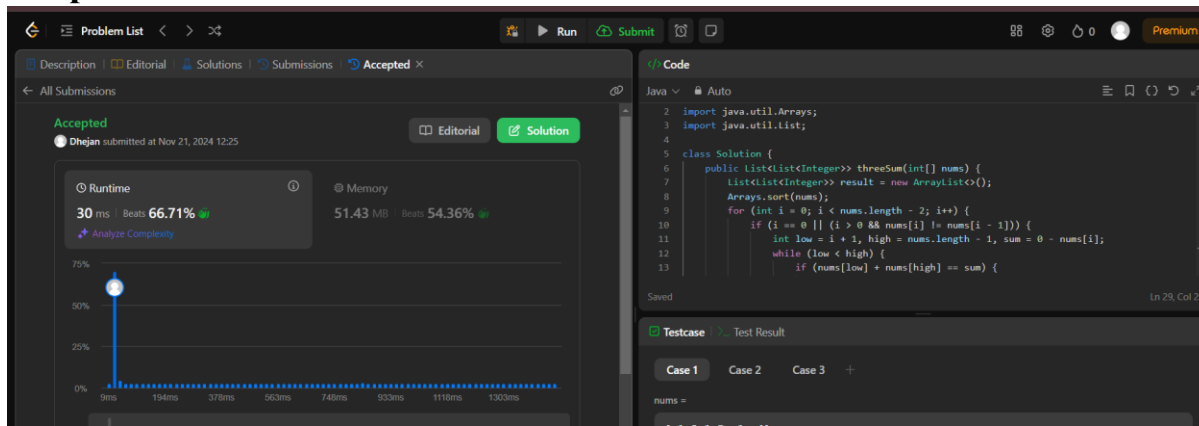 Problem List
Run
Submit
0
Premium
Description | Editorial | Solutions | Submissions | Accepted ×
← All Submissions
Accepted
Dhejan submitted at Nov 21, 2024 12:25
Editorial
Solution
Runtime
30 ms | Beats 66.71%
Analyze Complexity
Memory
51.43 MB | Beats 54.36%
75%
50%
25%
0%
9ms 194ms 378ms 563ms 748ms 933ms 1118ms 1303ms
</> Code
Java Auto
2 import java.util.Arrays;
3 import java.util.List;
4
5 class Solution {
6 public List<List<Integer>> threeSum(int[] nums) {
7 List<List<Integer>> result = new ArrayList<>();
8 Arrays.sort(nums);
9 for (int i = 0; i < nums.length - 2; i++) {
10 if (i == 0 || (i > 0 && nums[i] != nums[i - 1])) {
11 int low = i + 1, high = nums.length - 1, sum = 0 - nums[i];
12 while (low < high) {
13 if (nums[low] + nums[high] == sum) {
Saved
Ln 29, Col 2
Testcase | Test Result
Case 1 Case 2 Case 3 +
nums =